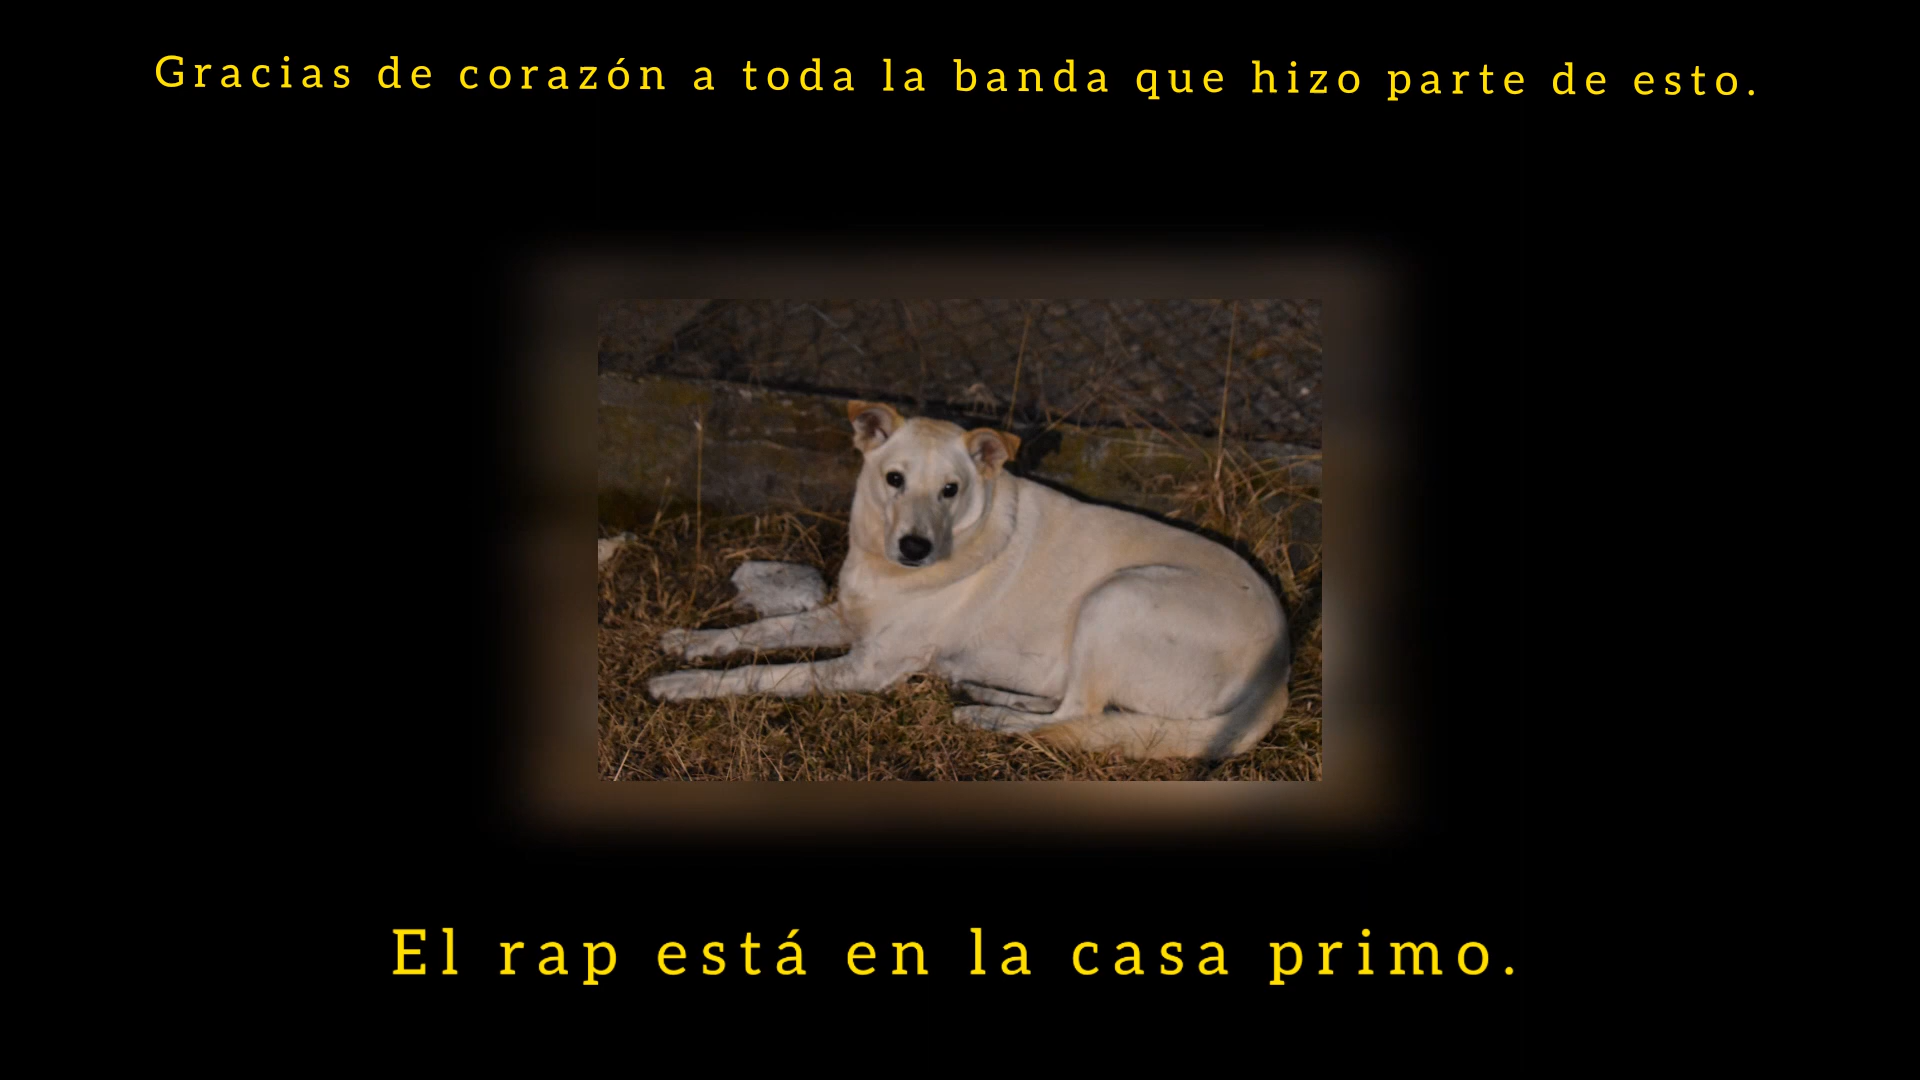 Gracias de corazón a toda la banda que hizo parte de esto.
El rap está en la casa primo.